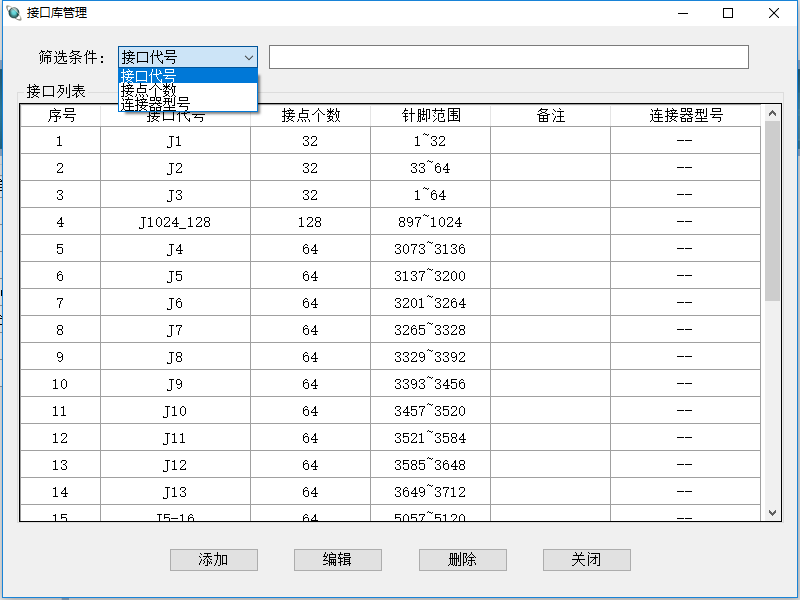 接口库管理
筛选条件： 接口代号
接口代号
接点个数
连接器型号
接口列表
序号 接口代号 接点个数 针脚范围 备注 连接器型号
1 J1 32 1~32 --
2 J2 32 33~64 --
3 J3 32 1~64 --
4 J1024_128 128 897~1024 --
5 J4 64 3073~3136 --
6 J5 64 3137~3200 --
7 J6 64 3201~3264 --
8 J7 64 3265~3328 --
9 J8 64 3329~3392 --
10 J9 64 3393~3456 --
11 J10 64 3457~3520 --
12 J11 64 3521~3584 --
13 J12 64 3585~3648 --
14 J13 64 3649~3712 --
15 J5-16 64 5057~5120 --
添加 编辑 删除 关闭